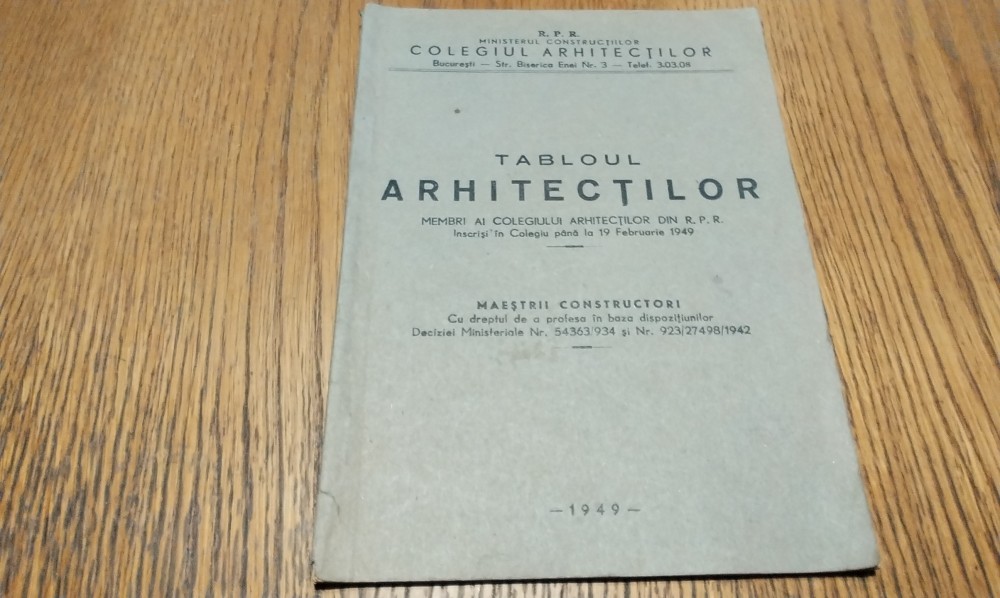 R. P. R.
MINISTERUL CONSTRUCȚIILOR
COLEGIUL ARHITECȚILOR
București — Str. Biserica Enei Nr. 3 — Telef. 3.03.08
TABLOUL
ARHITECȚILOR
MEMBRI AI COLEGIULUI ARHITECȚILOR DIN R. P. R.
Inscriși în Colegiu până la 19 Februarie 1949
MAEȘTRII CONSTRUCTORI
Cu dreptul de a profesa în baza dispozițiunilor
Deciziei Ministeriale Nr. 54363/934 și Nr. 923/27498/1942
— 1949 —